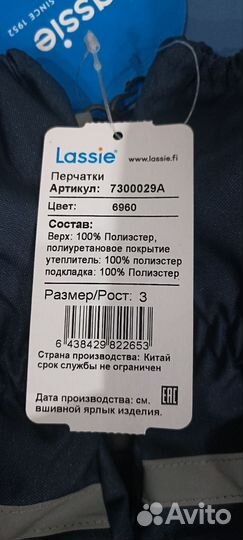 assie
SINCE 1952
Lassie®
www.lassie.fi
Перчатки
Артикул: 7300029A
Цвет: 6960
Состав:
Верх: 100% Полиэстер,
полиуретановое покрытие
утеплитель: 100% полиэстер
подкладка: 100% Полиэстер
Размер/Рост: 3
6 438429 822653
Страна производства: Китай
срок службы не ограничен
Дата производства: см.
вшивной ярлык изделия.
EAC
Avito